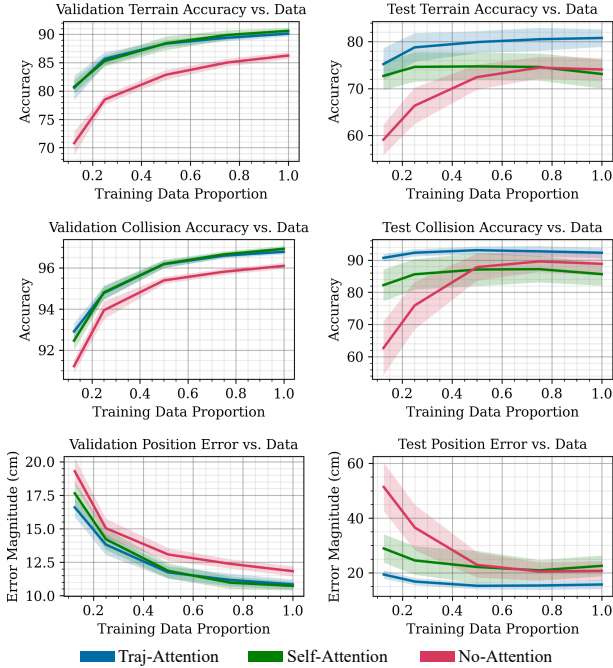 Validation Terrain Accuracy vs. Data
Accuracy
90
85
80
75
70
0.2 0.4 0.6 0.8 1.0
Training Data Proportion
Test Terrain Accuracy vs. Data
Accuracy
80
70
60
0.2 0.4 0.6 0.8 1.0
Training Data Proportion
Validation Collision Accuracy vs. Data
Accuracy
96
94
92
0.2 0.4 0.6 0.8 1.0
Training Data Proportion
Test Collision Accuracy vs. Data
Accuracy
90
80
70
60
0.2 0.4 0.6 0.8 1.0
Training Data Proportion
Validation Position Error vs. Data
Error Magnitude (cm)
20.0
17.5
15.0
12.5
10.0
0.2 0.4 0.6 0.8 1.0
Training Data Proportion
Test Position Error vs. Data
Error Magnitude (cm)
60
40
20
0.2 0.4 0.6 0.8 1.0
Training Data Proportion
Traj-Attention Self-Attention No-Attention